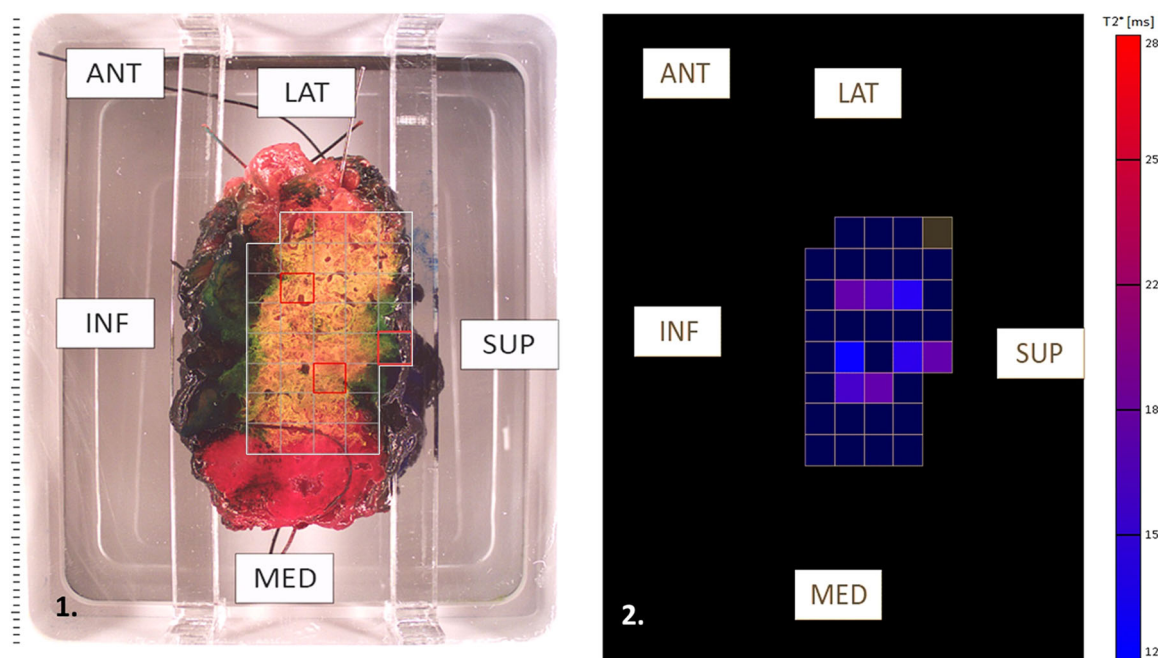 ANT
LAT
INF
SUP
MED
1.
ANT
LAT
INF
SUP
MED
2.
T2* [ms]
28
25
22
18
15
12